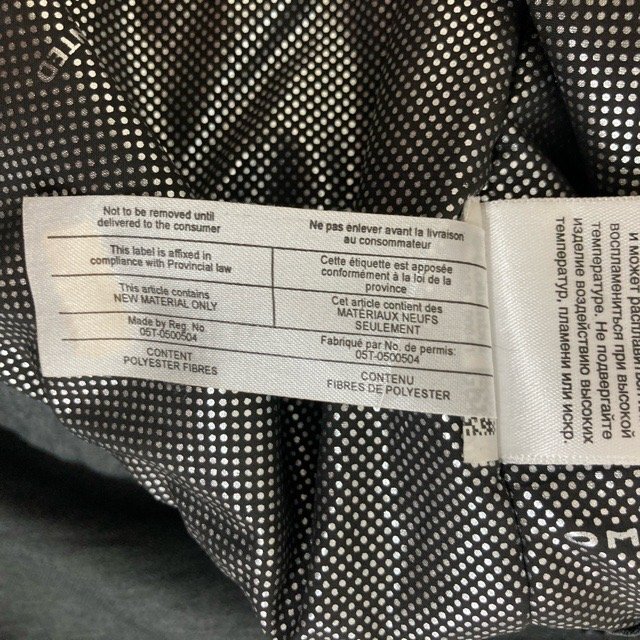 TED
Not to be removed until
delivered to the consumer
This label is affixed in
compliance with Provincial law
This article contains
NEW MATERIAL ONLY
Made by Reg. No.
05T-0500504
CONTENT
POLYESTER FIBRES
Ne pas enlever avant la livraison
au consommateur
Cette étiquette est apposée
conformément à la loi de la
province
Cet article contient des
MATÉRIAUX NEUFS
SEULEMENT
Fabriqué par No. de permis:
05T-0500504
CONTENU
FIBRES DE POLYESTER
и может
воспламениться при высокой
температуре. Не подвергайте
изделие воздействию высоких
температур, пламени или искр.
OM